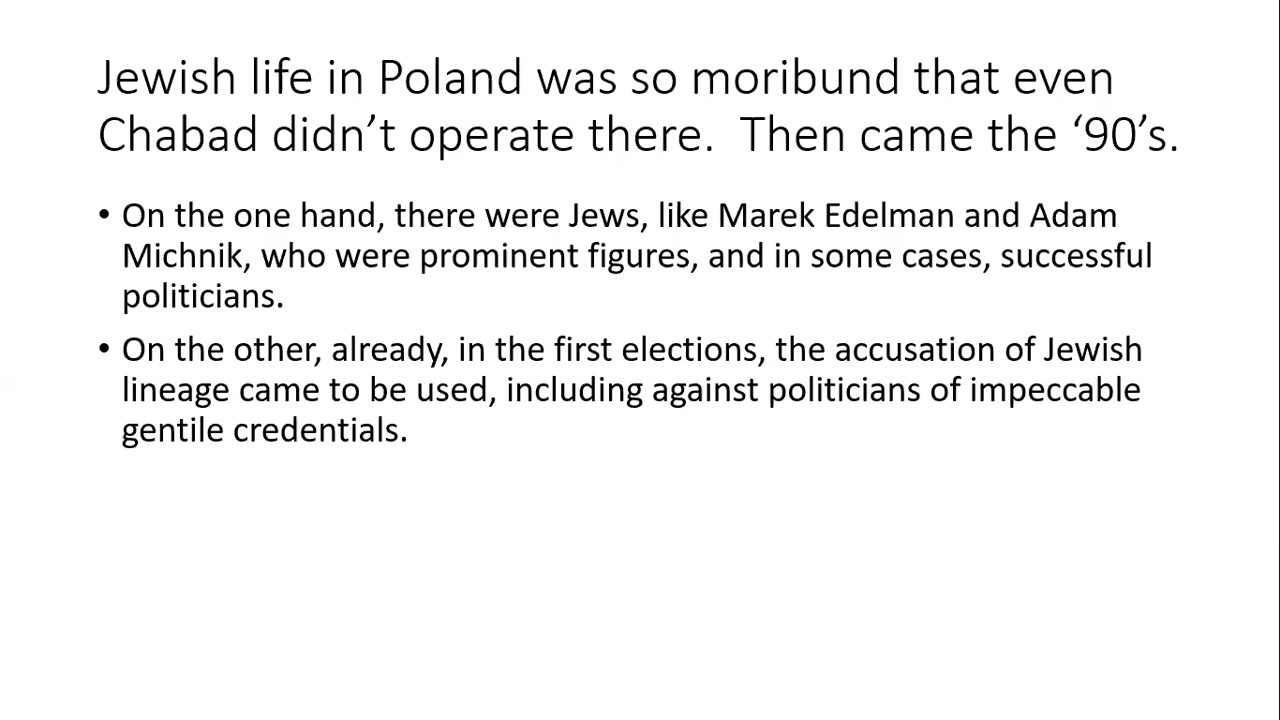 Jewish life in Poland was so moribund that even
Chabad didn’t operate there.  Then came the ‘90’s.
• On the one hand, there were Jews, like Marek Edelman and Adam
Michnik, who were prominent figures, and in some cases, successful
politicians.
• On the other, already, in the first elections, the accusation of Jewish
lineage came to be used, including against politicians of impeccable
gentile credentials.